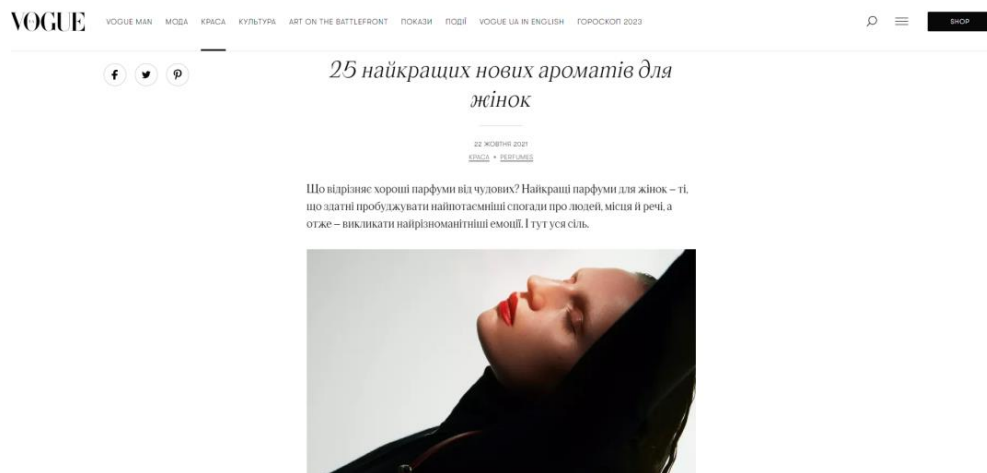 VOGUE
VOGUE MAN МОДА КРАСА КУЛЬТУРА ART ON THE BATTLEFRONT ПОКАЗИ ПОДІЇ VOGUE UA IN ENGLISH ГОРОСКОП 2023
SHOP
25 найкращих нових ароматів для
жінок
22 ЖОВТНЯ 2021
КРАСА • PERFUMES
Що відрізняє хороші парфуми від чудових? Найкращі парфуми для жінок – ті,
що здатні пробуджувати найпотаємніші спогади про людей, місця й речі, а
отже – викликати найрізноманітніші емоції. І тут уся сіль.